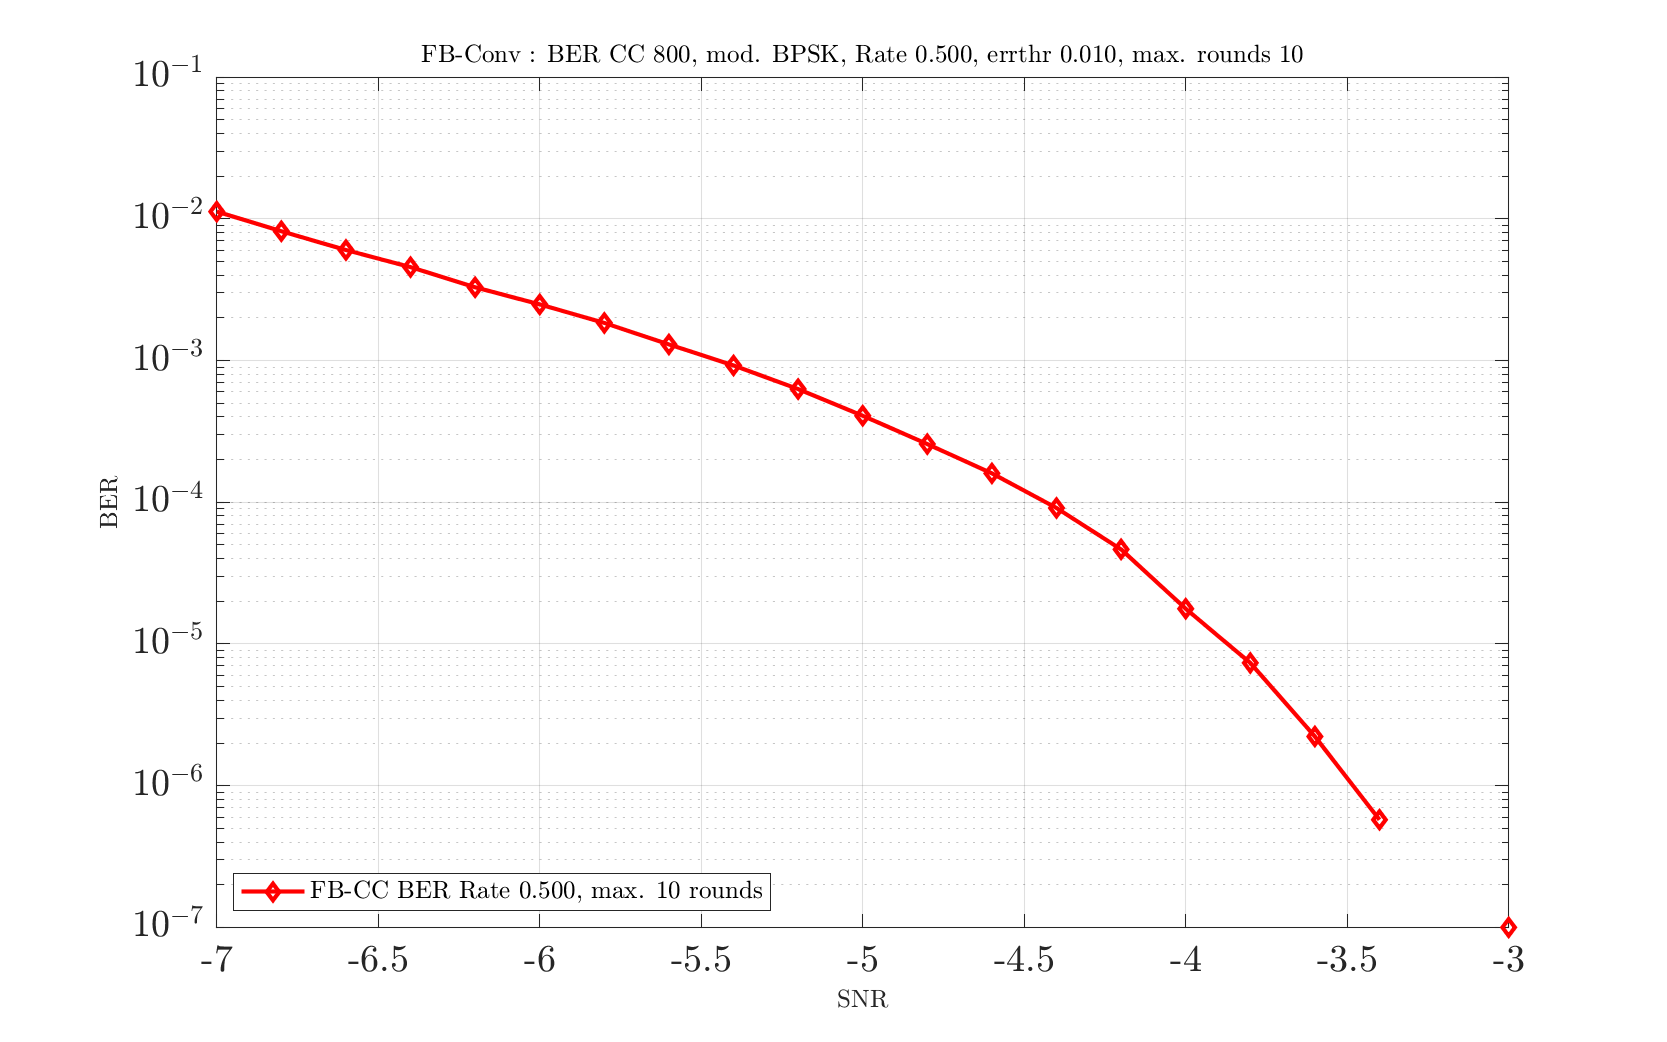 FB-Conv : BER CC 800, mod. BPSK, Rate 0.500, errthr 0.010, max. rounds 10
10^−1
10^−2
10^−3
10^−4
10^−5
10^−6
10^−7
BER
FB-CC BER Rate 0.500, max. 10 rounds
-7 -6.5 -6 -5.5 -5 -4.5 -4 -3.5 -3
SNR